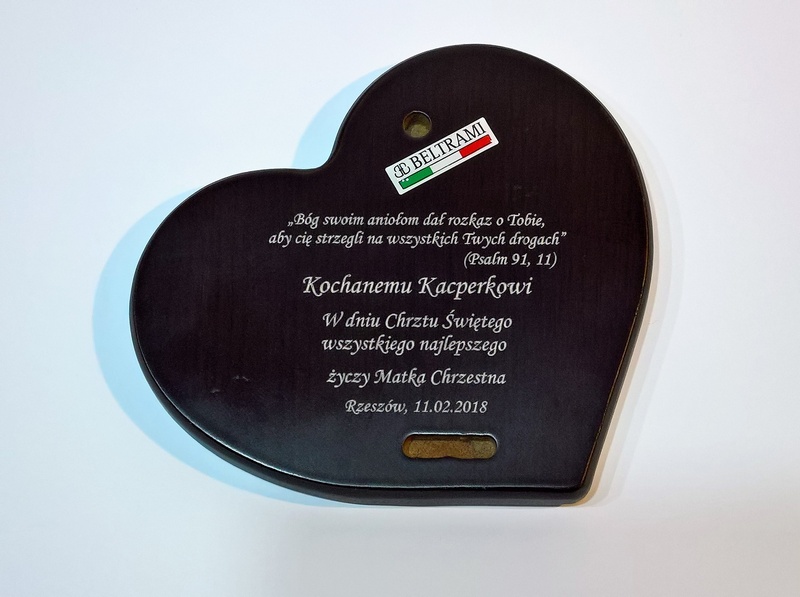 BELTRAMI
„Bóg swoim aniołom dał rozkaz o Tobie,
aby cię strzegli na wszystkich Twych drogach”
(Psalm 91, 11)
Kochanemu Kacperkowi
W dniu Chrztu Świętego
wszystkiego najlepszego
życzy Matka Chrzestna
Rzeszów, 11.02.2018